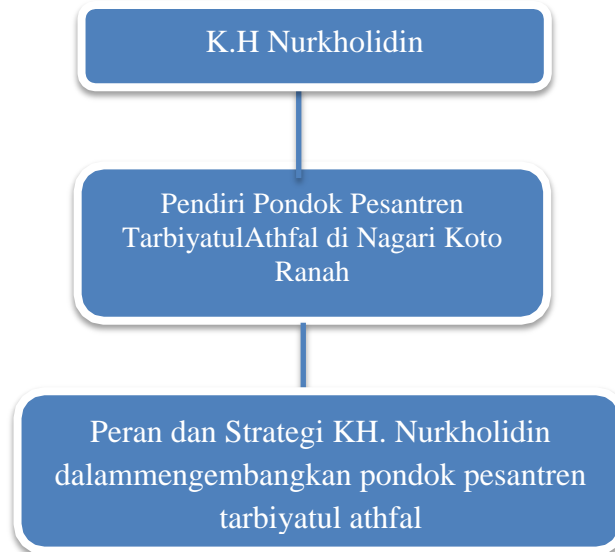 K.H Nurkholidin
Pendiri Pondok Pesantren
TarbiyatulAthfal di Nagari Koto
Ranah
Peran dan Strategi KH. Nurkholidin
dalammengembangkan pondok pesantren
tarbiyatul athfal